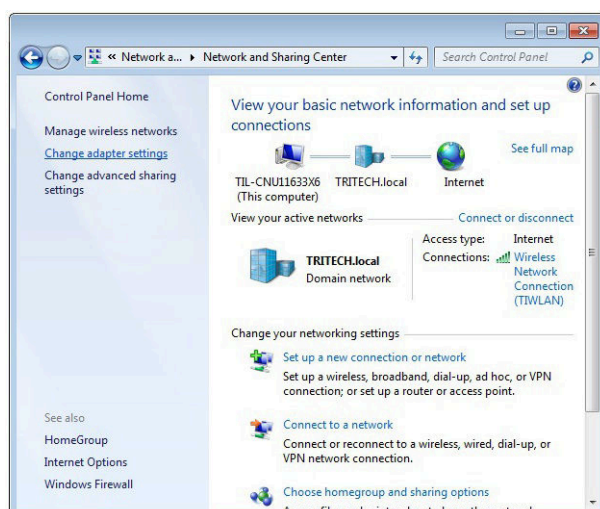 « Network a... ▸ Network and Sharing Center
Search Control Panel
Control Panel Home
Manage wireless networks
Change adapter settings
Change advanced sharing
settings
See also
HomeGroup
Internet Options
Windows Firewall
View your basic network information and set up
connections
See full map
TIL-CNU11633X6
(This computer)
TRITECH.local
Internet
View your active networks
Connect or disconnect
TRITECH.local
Domain network
Access type: Internet
Connections: Wireless
Network
Connection
(TIWLAN)
Change your networking settings
Set up a new connection or network
Set up a wireless, broadband, dial-up, ad hoc, or VPN
connection; or set up a router or access point.
Connect to a network
Connect or reconnect to a wireless, wired, dial-up, or
VPN network connection.
Choose homegroup and sharing options